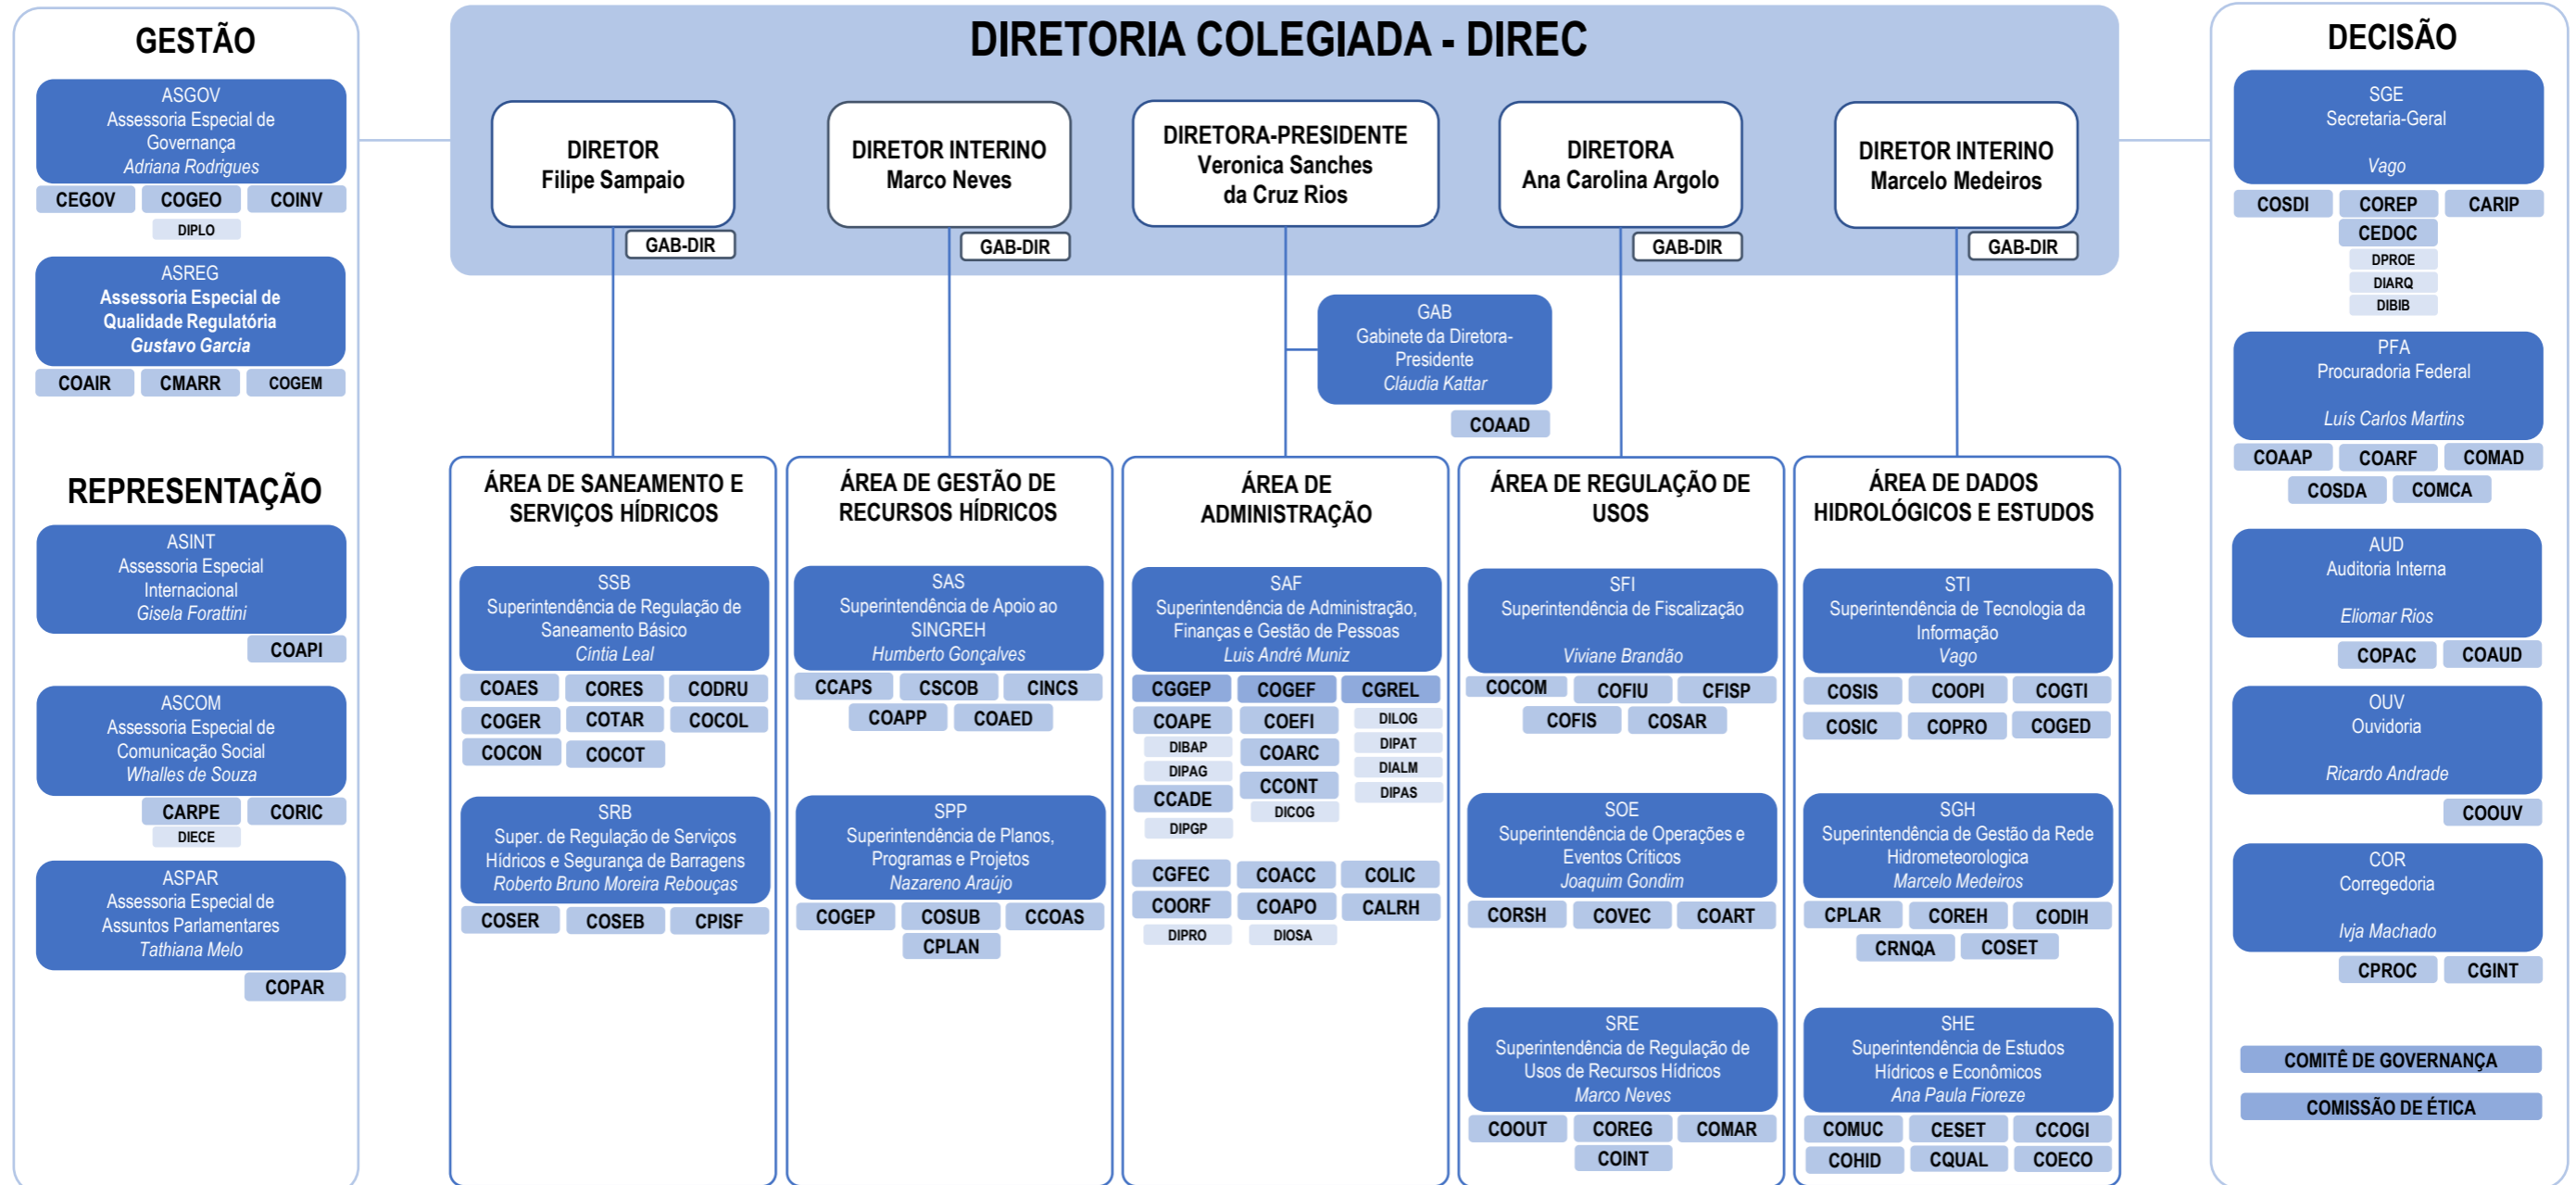 GESTÃO
ASGOV
Assessoria Especial de
Governança
Adriana Rodrigues
CEGOV COGEO COINV
DIPLO
ASREG
Assessoria Especial de
Qualidade Regulatória
Gustavo Garcia
COAIR CMARR COGEM
REPRESENTAÇÃO
ASINT
Assessoria Especial
Internacional
Gisela Forattini
COAPI
ASCOM
Assessoria Especial de
Comunicação Social
Whalles de Souza
CARPE CORIC
DIECE
ASPAR
Assessoria Especial de
Assuntos Parlamentares
Tathiana Melo
COPAR
DIRETORIA COLEGIADA - DIREC
DIRETOR
Filipe Sampaio
GAB-DIR
DIRETOR INTERINO
Marco Neves
GAB-DIR
DIRETORA-PRESIDENTE
Veronica Sanches
da Cruz Rios
DIRETORA
Ana Carolina Argolo
GAB-DIR
DIRETOR INTERINO
Marcelo Medeiros
GAB-DIR
GAB
Gabinete da Diretora-
Presidente
Cláudia Kattar
COAAD
ÁREA DE SANEAMENTO E
SERVIÇOS HÍDRICOS
SSB
Superintendência de Regulação de
Saneamento Básico
Cíntia Leal
COAES CORES CODRU
COGER COTAR COCOL
COCON COCOT
SRB
Super. de Regulação de Serviços
Hídricos e Segurança de Barragens
Roberto Bruno Moreira Rebouças
COSER COSEB CPISF
ÁREA DE GESTÃO DE
RECURSOS HÍDRICOS
SAS
Superintendência de Apoio ao
SINGREH
Humberto Gonçalves
CCAPS CSCOB CINCS
COAPP COAED
SPP
Superintendência de Planos,
Programas e Projetos
Nazareno Araújo
COGEP COSUB CCOAS
CPLAN
ÁREA DE
ADMINISTRAÇÃO
SAF
Superintendência de Administração,
Finanças e Gestão de Pessoas
Luis André Muniz
CGGEP COGEF CGREL
COAPE COEFI DILOG
DIBAP COARC DIPAT
DIPAG CCONT DIALM
CCADE DICOG DIPAS
DIPGP
CGFEC COACC COLIC
COORF COAPO CALRH
DIPRO DIOSA
ÁREA DE REGULAÇÃO DE
USOS
SFI
Superintendência de Fiscalização
Viviane Brandão
COCOM COFIU CFISP
COFIS COSAR
SOE
Superintendência de Operações e
Eventos Críticos
Joaquim Gondim
CORSH COVEC COART
SRE
Superintendência de Regulação de
Usos de Recursos Hídricos
Marco Neves
COOUT COREG COMAR
COINT
ÁREA DE DADOS
HIDROLÓGICOS E ESTUDOS
STI
Superintendência de Tecnologia da
Informação
Vago
COSIS COOPI COGTI
COSIC COPRO COGED
SGH
Superintendência de Gestão da Rede
Hidrometeorologica
Marcelo Medeiros
CPLAR COREH CODIH
CRNQA COSET
SHE
Superintendência de Estudos
Hídricos e Econômicos
Ana Paula Fioreze
COMUC CESET CCOGI
COHID CQUAL COECO
DECISÃO
SGE
Secretaria-Geral
Vago
COSDI COREP CARIP
CEDOC
DPROE
DIARQ
DIBIB
PFA
Procuradoria Federal
Luís Carlos Martins
COAAP COARF COMAD
COSDA COMCA
AUD
Auditoria Interna
Eliomar Rios
COPAC COAUD
OUV
Ouvidoria
Ricardo Andrade
COOUV
COR
Corregedoria
Ivja Machado
CPROC CGINT
COMITÊ DE GOVERNANÇA
COMISSÃO DE ÉTICA